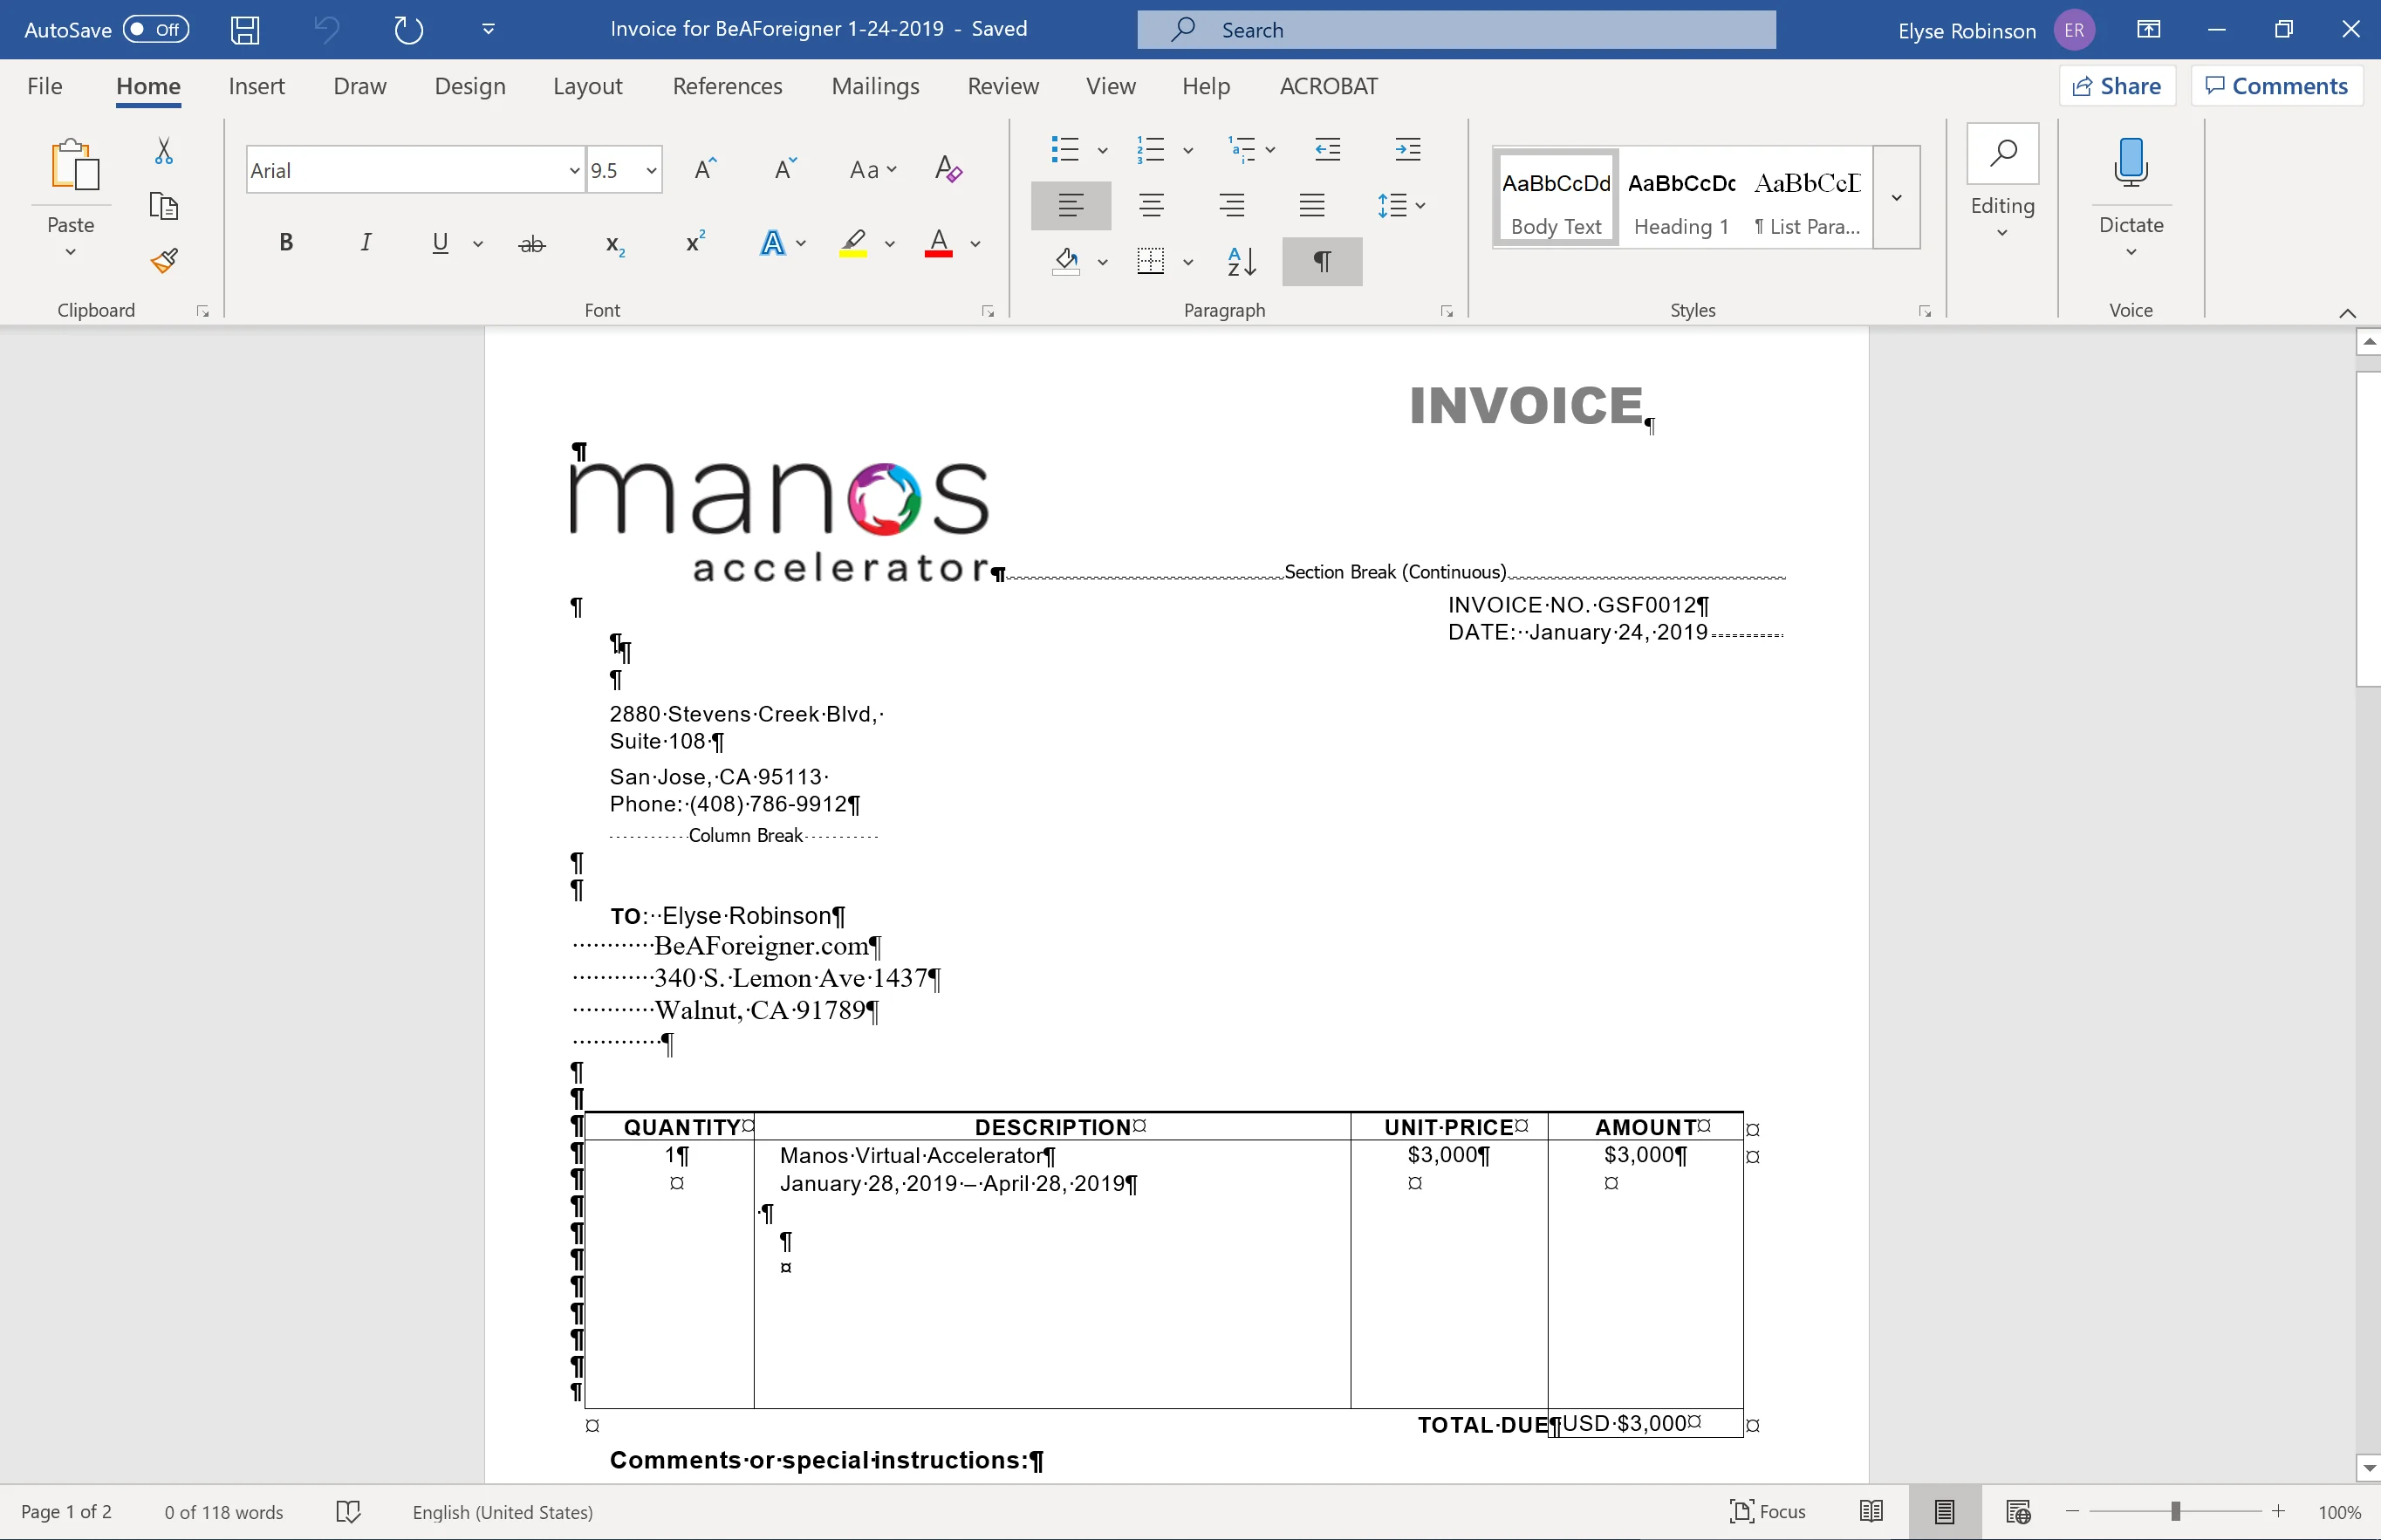 AutoSave Off Invoice for BeAForeigner 1-24-2019 - Saved Search Elyse Robinson ER
File Home Insert Draw Design Layout References Mailings Review View Help ACROBAT Share Comments
Arial 9.5
Paste
Clipboard Font Paragraph
AaBbCcDd AaBbCcDc AaBbCcD
Body Text Heading 1 ¶ List Para...
Styles
Editing
Dictate
Voice
INVOICE¶
¶
manos
accelerator¶ Section Break (Continuous)
¶
INVOICE·NO.·GSF0012¶
DATE:··January·24,·2019
¶¶
¶
2880·Stevens·Creek·Blvd,·
Suite·108·¶
San·Jose,·CA·95113·
Phone:·(408)·786-9912¶
Column Break
¶
¶
TO:··Elyse·Robinson¶
············BeAForeigner.com¶
············340·S.·Lemon·Ave·1437¶
············Walnut,·CA·91789¶
·············¶
¶
¶
¶ QUANTITY¤ DESCRIPTION¤ UNIT·PRICE¤ AMOUNT¤ ¤
¶ 1¶ Manos·Virtual·Accelerator¶ $3,000¶ $3,000¶ ¤
¶ ¤ January·28,·2019·–·April·28,·2019¶ ¤ ¤
¶ ·¶
¶ ¶
¶ ¤
¶
¶
¶
¶
¶
¤ TOTAL·DUE¶ USD·$3,000¤ ¤
Comments·or·special·instructions:¶
Page 1 of 2 0 of 118 words English (United States) Focus 100%